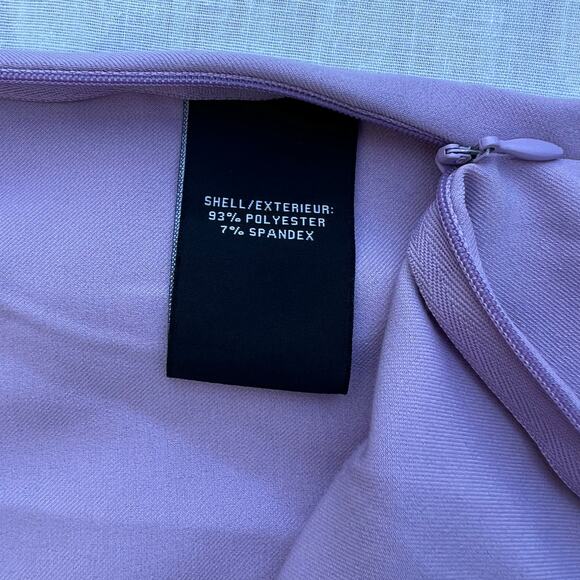 SHELL/EXTERIEUR:
93% POLYESTER
7% SPANDEX